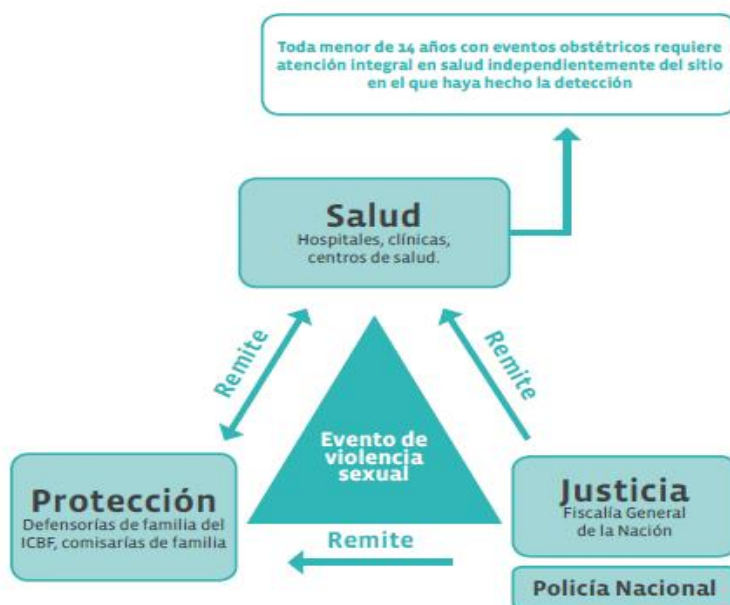 Toda menor de 14 años con eventos obstétricos requiere
atención integral en salud independientemente del sitio
en el que haya hecho la detección
Salud
Hospitales, clínicas,
centros de salud.
Remite
Remite
Evento de
violencia
sexual
Protección
Defensorías de familia del
ICBF, comisarías de familia
Remite
Justicia
Fiscalía General
de la Nación
Policía Nacional